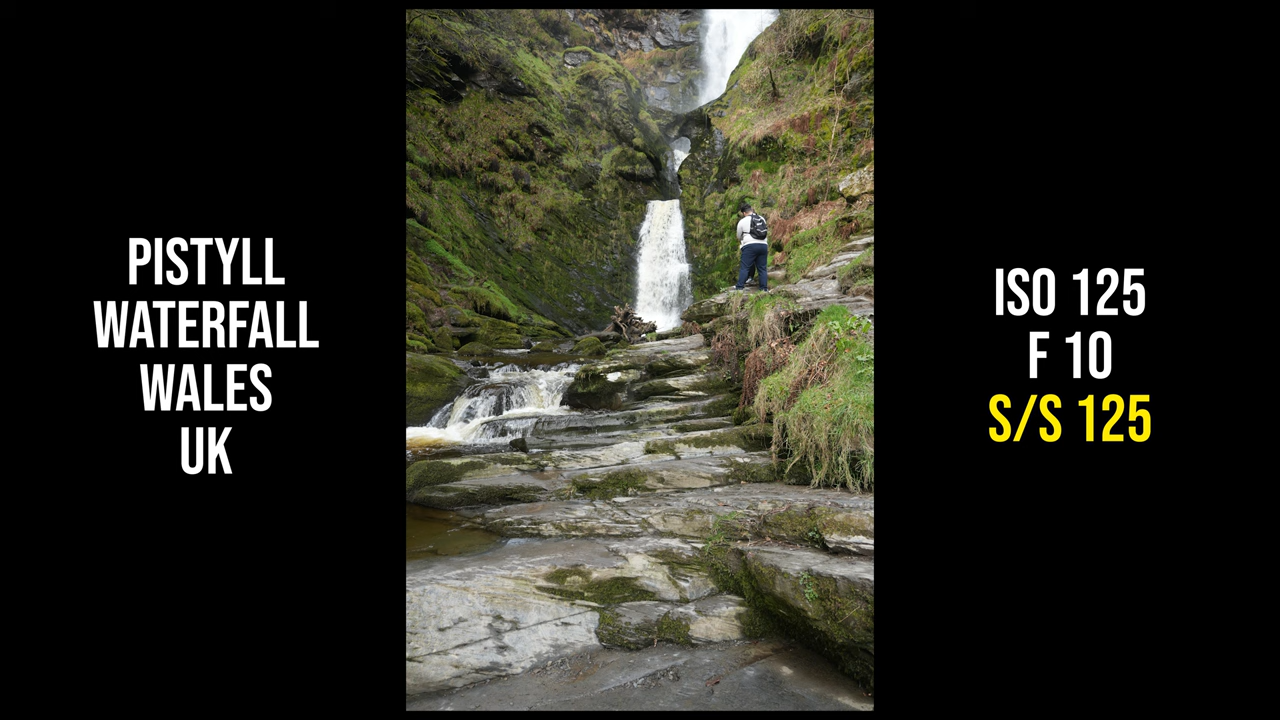 PISTYLL
WATERFALL
WALES
UK
ISO 125
F 10
S/S 125